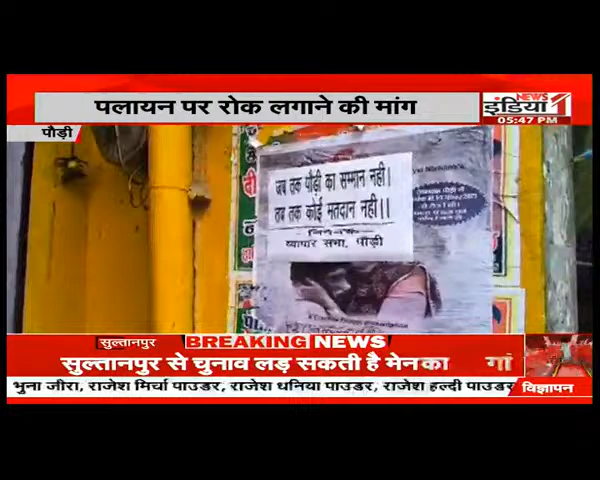 पलायन पर रोक लगाने की मांग
NEWS
इंडिया1
05:47 PM
पौड़ी
जब तक पौड़ी का सम्मान नहीं।
तब तक कोई मतदान नहीं।।
व्यापार सभा, पौड़ी
सुल्तानपुर
BREAKING NEWS
सुल्तानपुर से चुनाव लड़ सकती है मेनका गां
भुना जीरा, राजेश मिर्चा पाउडर, राजेश धनिया पाउडर, राजेश हल्दी पाउडर
विज्ञापन